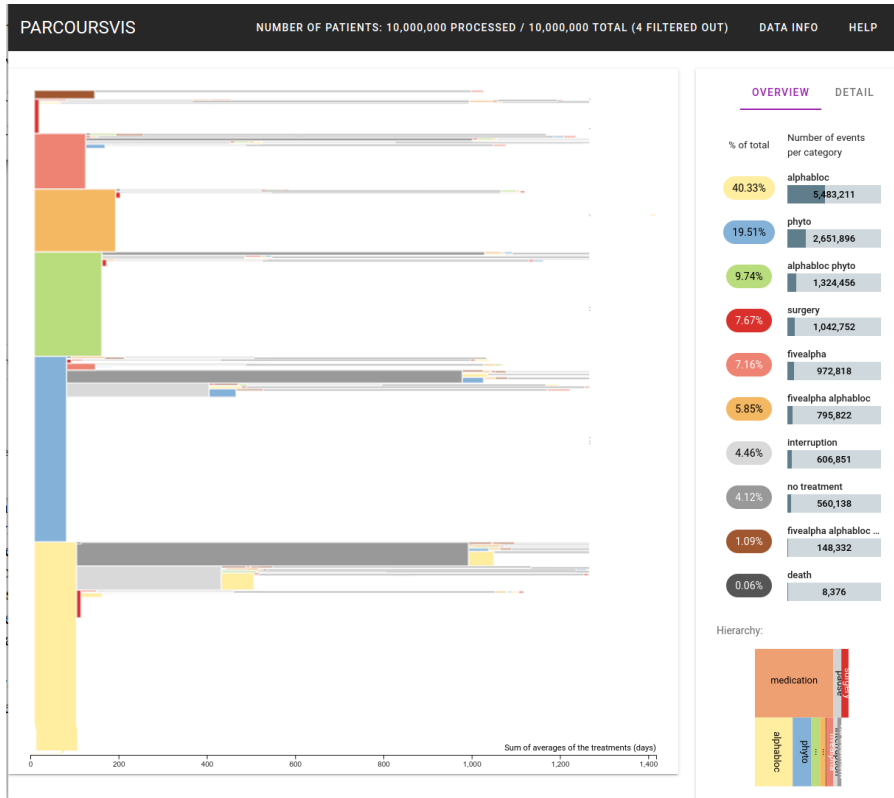 PARCOURSVIS
NUMBER OF PATIENTS: 10,000,000 PROCESSED / 10,000,000 TOTAL (4 FILTERED OUT)
DATA INFO
HELP
OVERVIEW
DETAIL
% of total
Number of events
per category
40.33%
alphabloc
5,483,211
19.51%
phyto
2,651,896
9.74%
alphabloc phyto
1,324,456
7.67%
surgery
1,042,752
7.16%
fivealpha
972,818
5.85%
fivealpha alphabloc
795,822
4.46%
interruption
606,851
4.12%
no treatment
560,138
1.09%
fivealpha alphabloc ...
148,332
0.06%
death
8,376
Hierarchy:
medication
pause
surgery
alphabloc
phyto
...
...
interruption
Sum of averages of the treatments (days)
0
200
400
600
800
1,000
1,200
1,400